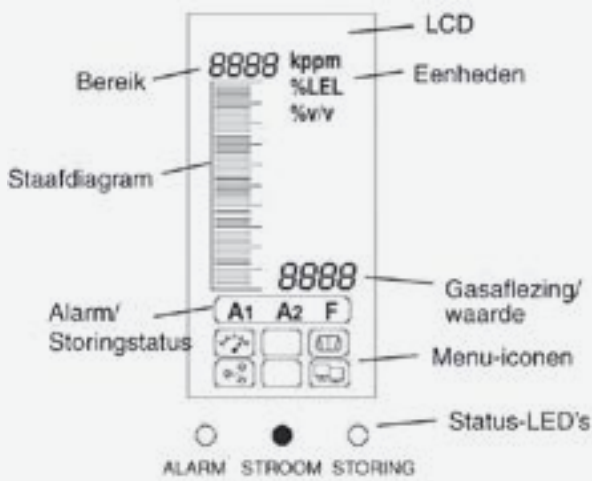 LCD
8888 kppm
Bereik
%LEL
Eenheden
%v/v
Staafdiagram
8888
Gasaflezing/
waarde
Alarm/
Storingstatus
A1 A2 F
Menu-iconen
Status-LED's
ALARM STROOM STORING